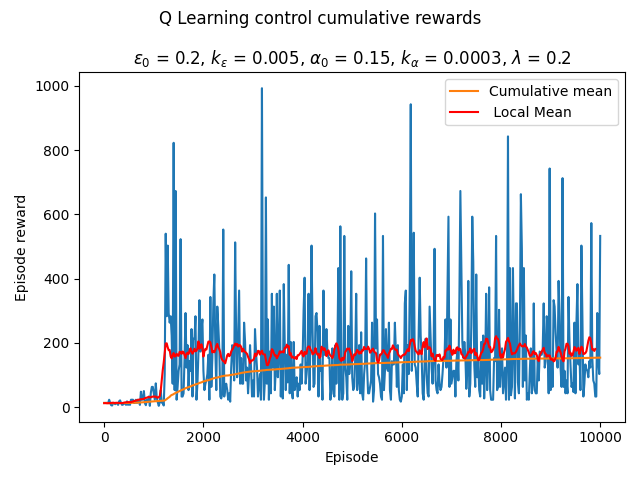 Q Learning control cumulative rewards
ε₀ = 0.2, kε = 0.005, α₀ = 0.15, kα = 0.0003, λ = 0.2
Cumulative mean
Local Mean
Episode reward
1000
800
600
400
200
0
0 2000 4000 6000 8000 10000
Episode